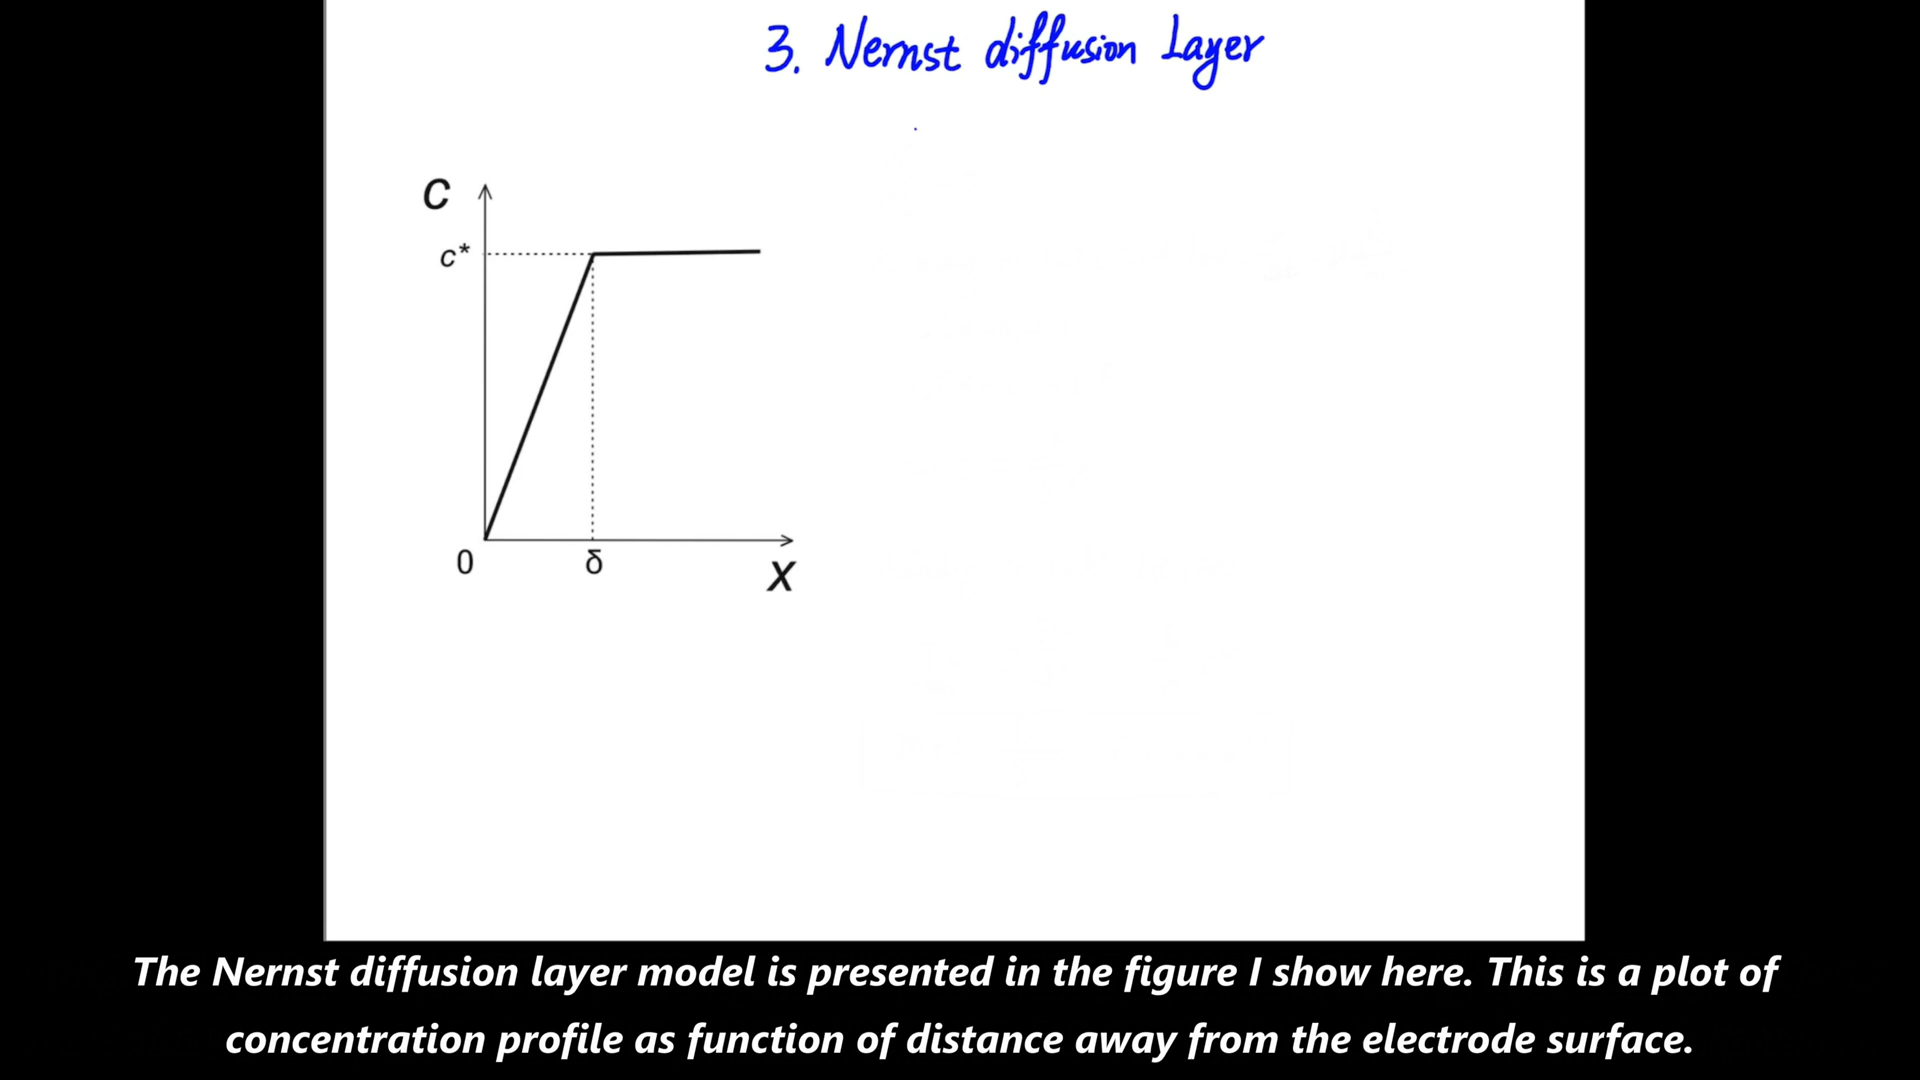 3. Nernst diffusion Layer
C
c*
0 δ
X
The Nernst diffusion layer model is presented in the figure I show here. This is a plot of
concentration profile as function of distance away from the electrode surface.